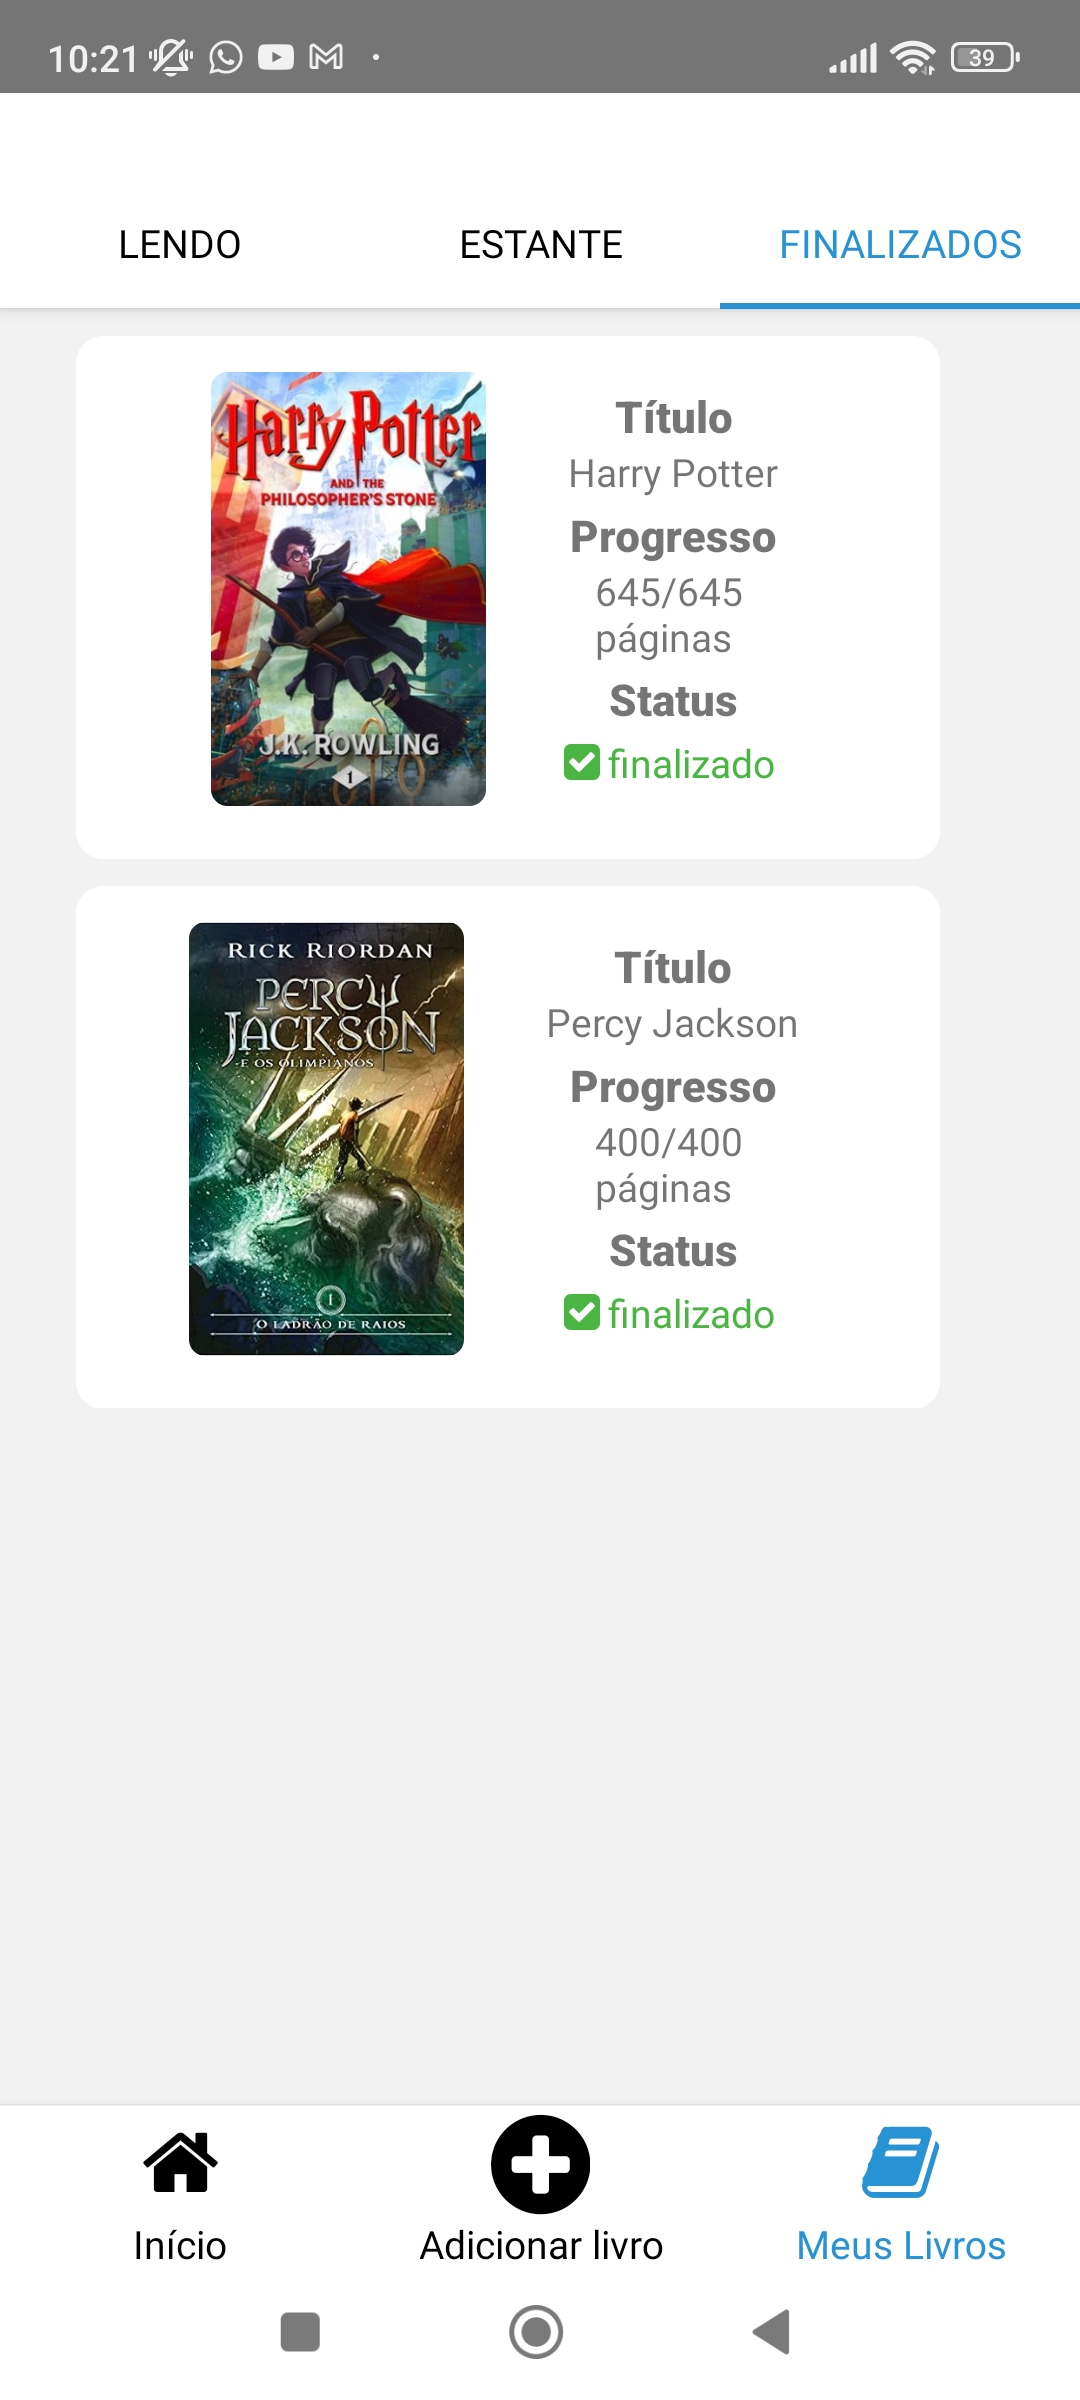 10:21
39
LENDO
ESTANTE
FINALIZADOS
Harry Potter
AND THE
PHILOSOPHER'S STONE
J.K. ROWLING
1
Título
Harry Potter
Progresso
645/645
páginas
Status
finalizado
RICK RIORDAN
PERCY
JACKSON
E OS OLIMPIANOS
I
O LADRÃO DE RAIOS
Título
Percy Jackson
Progresso
400/400
páginas
Status
finalizado
Início
Adicionar livro
Meus Livros